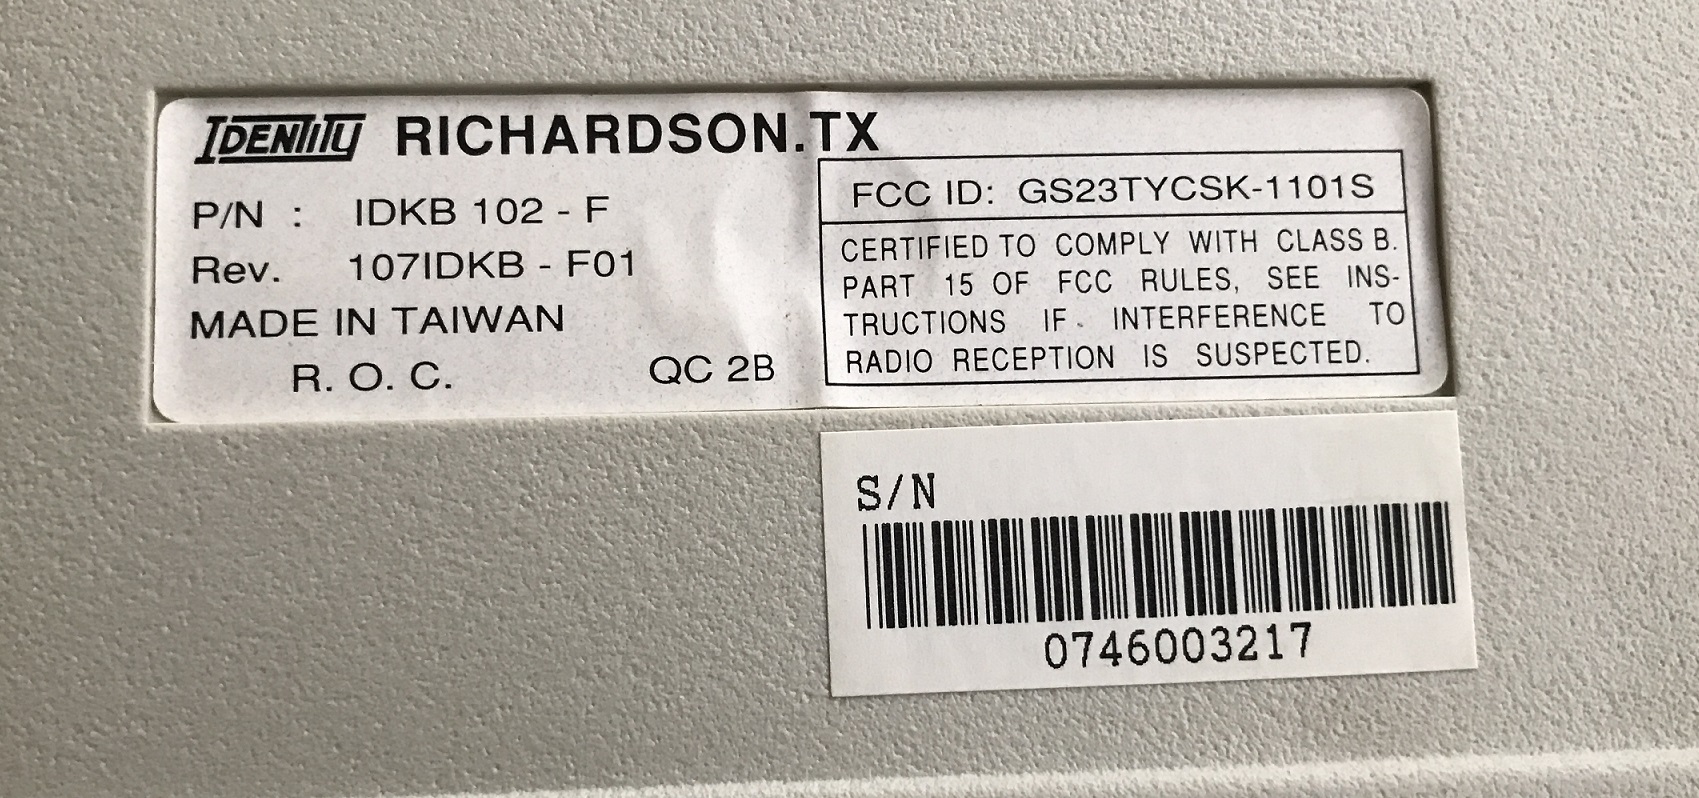 IDENTITY RICHARDSON.TX
P/N : IDKB 102 - F
Rev. 107IDKB - F01
MADE IN TAIWAN
R. O. C. QC 2B
FCC ID: GS23TYCSK-1101S
CERTIFIED TO COMPLY WITH CLASS B.
PART 15 OF FCC RULES, SEE INS-
TRUCTIONS IF. INTERFERENCE TO
RADIO RECEPTION IS SUSPECTED.
S/N
0746003217